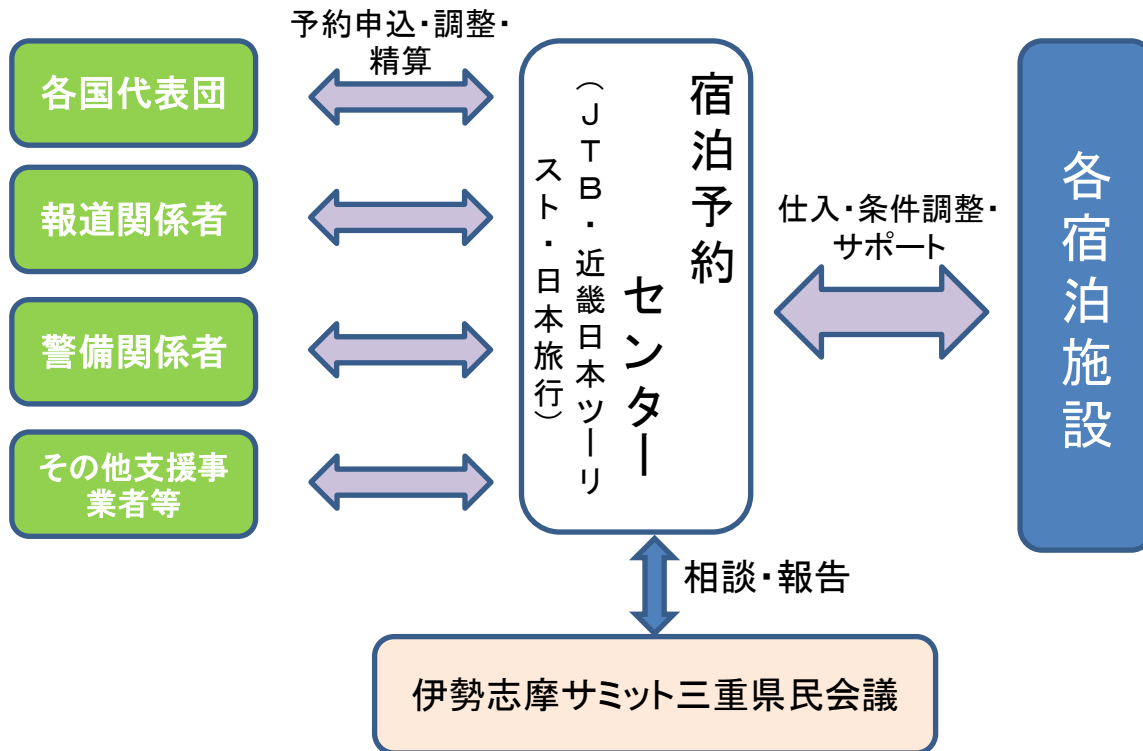 予約申込・調整・
精算
各国代表団
報道関係者
警備関係者
その他支援事
業者等
宿泊予約
センター
（ＪＴＢ・近畿日本ツーリ
スト・日本旅行）
仕入・条件調整・
サポート
各宿泊施設
相談・報告
伊勢志摩サミット三重県民会議